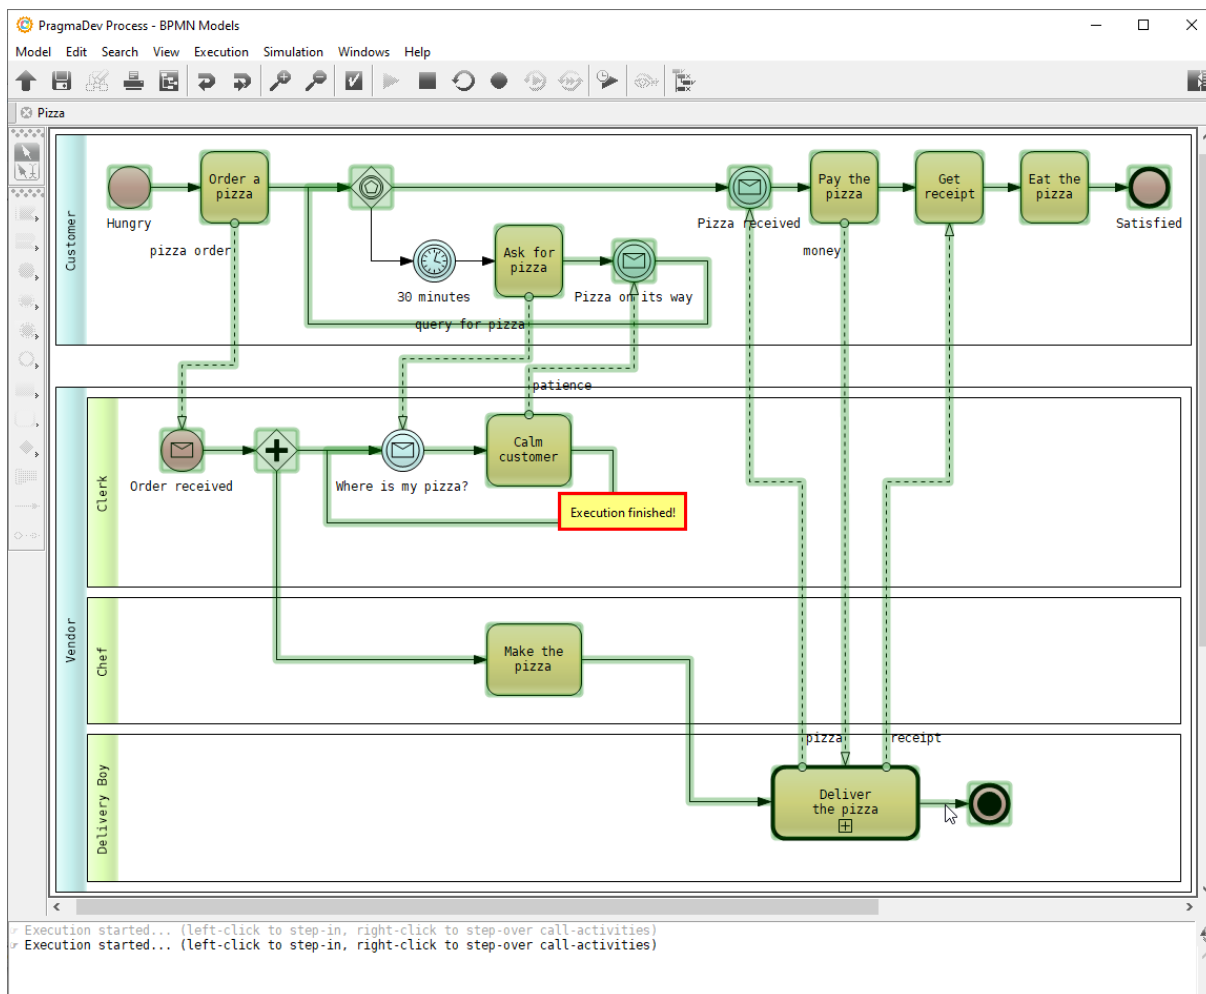 PragmaDev Process - BPMN Models
Model Edit Search View Execution Simulation Windows Help
Pizza
Customer
Hungry
Order a
pizza
pizza order
30 minutes
Ask for
pizza
query for pizza
Pizza on its way
Pizza received
Pay the
pizza
money
Get
receipt
Eat the
pizza
Satisfied
patience
Vendor
Clerk
Order received
Where is my pizza?
Calm
customer
Execution finished!
Chef
Make the
pizza
Delivery Boy
pizza
receipt
Deliver
the pizza
Execution started... (left-click to step-in, right-click to step-over call-activities)
Execution started... (left-click to step-in, right-click to step-over call-activities)